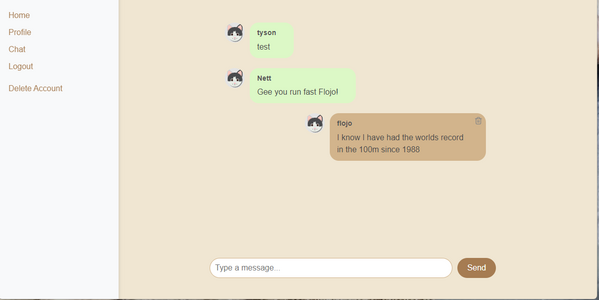 Home
Profile
Chat
Logout
Delete Account
tyson
test
Nett
Gee you run fast Flojo!
flojo
I know I have had the worlds record
in the 100m since 1988
Type a message...
Send